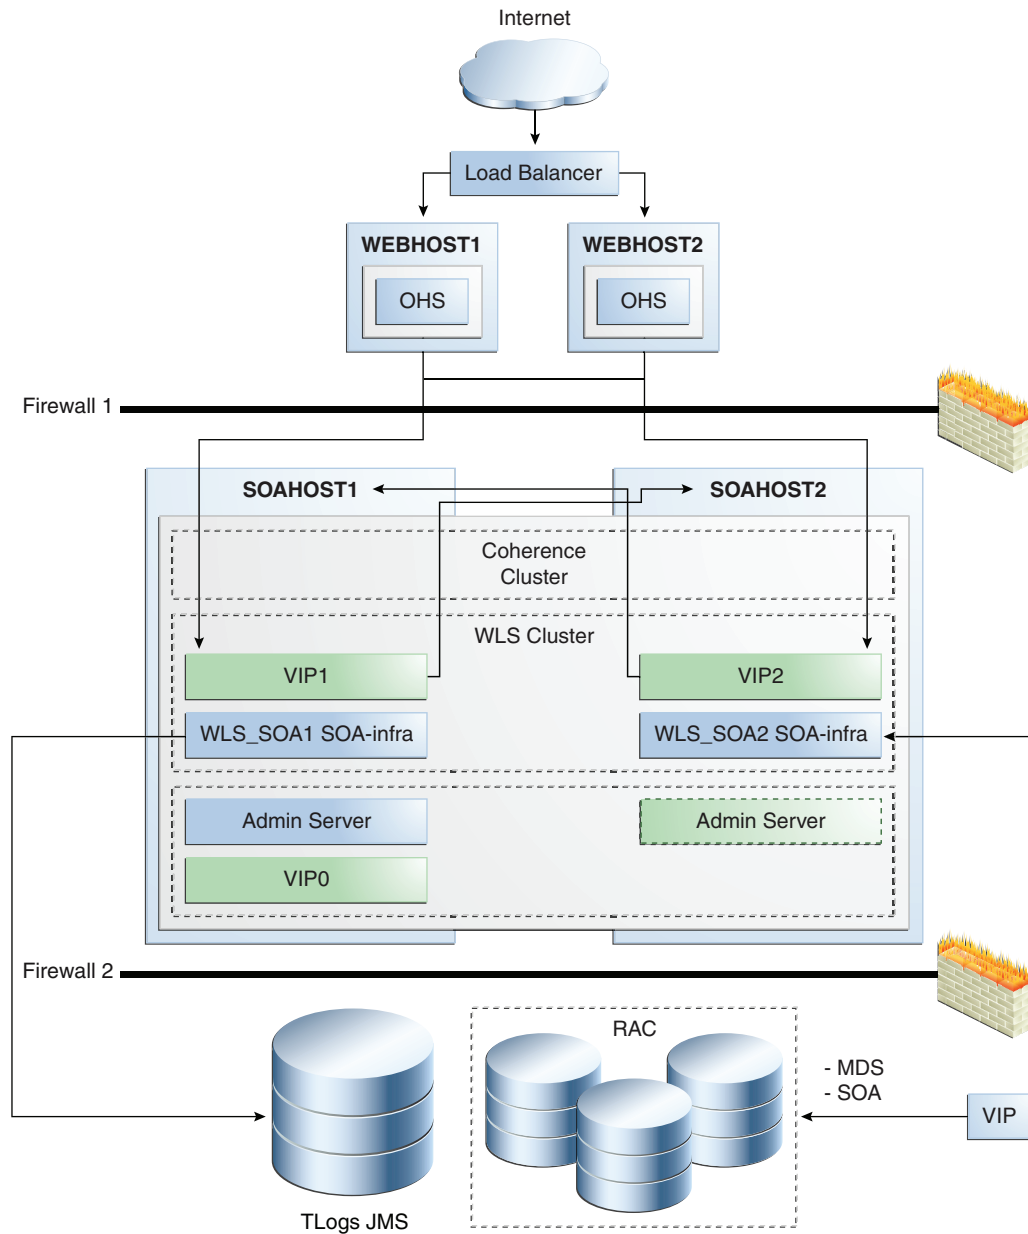 Internet
Load Balancer
WEBHOST1
WEBHOST2
OHS
OHS
Firewall 1
SOAHOST1
SOAHOST2
Coherence
Cluster
WLS Cluster
VIP1
VIP2
WLS_SOA1 SOA-infra
WLS_SOA2 SOA-infra
Admin Server
Admin Server
VIP0
Firewall 2
RAC
- MDS
- SOA
VIP
TLogs JMS